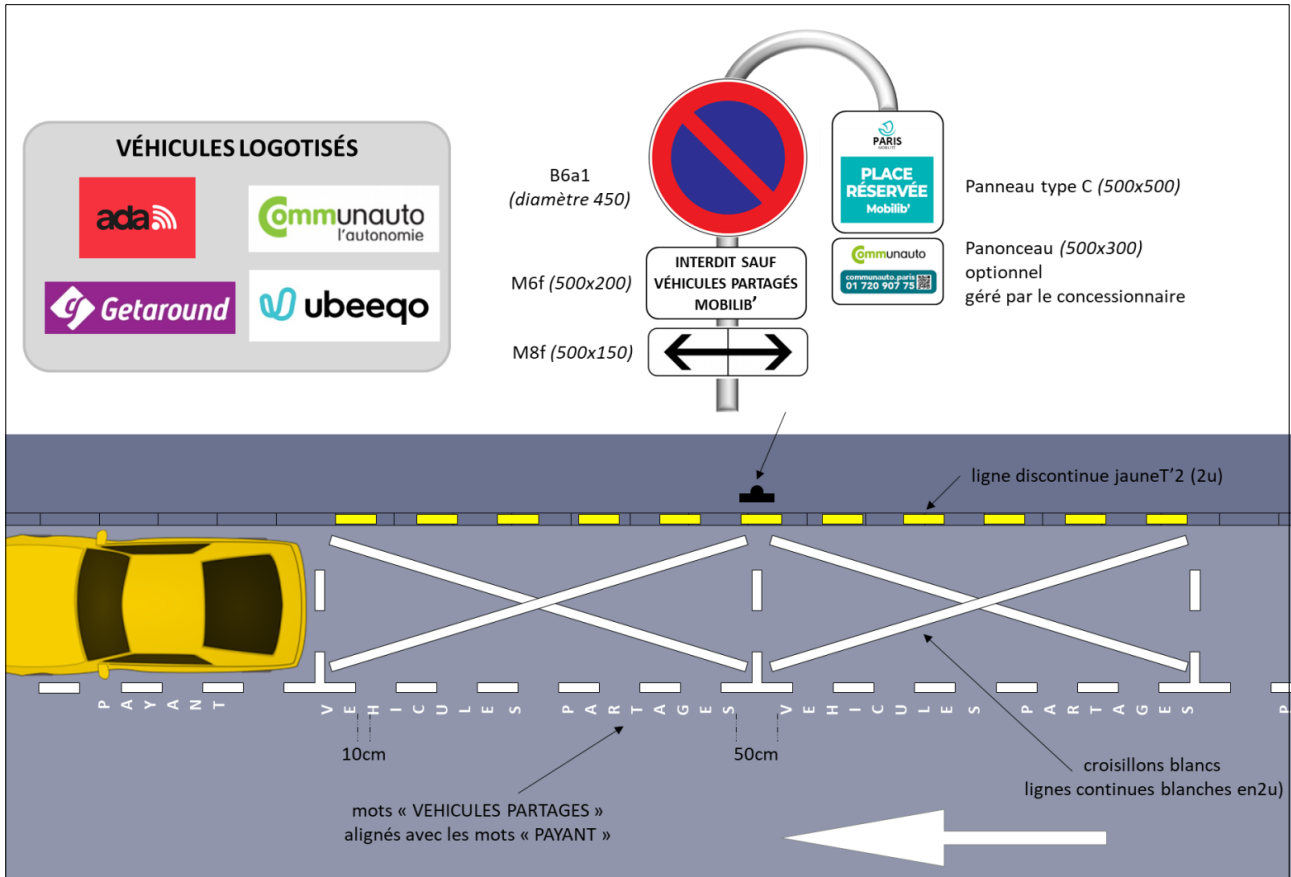 VÉHICULES LOGOTISÉS
ada
Communauto
l'autonomie
Getaround
ubeeqo
B6a1
(diamètre 450)
M6f (500x200)
M8f (500x150)
INTERDIT SAUF
VÉHICULES PARTAGÉS
MOBILIB'
PARIS
MOBILITÉ
PLACE
RÉSERVÉE
Mobilib'
Communauto
communauto.paris
01 720 907 75
Panneau type C (500x500)
Panonceau (500x300)
optionnel
géré par le concessionnaire
ligne discontinue jauneT'2 (2u)
PAYANT
VEHICULES PARTAGES
VEHICULES PARTAGES
P
10cm
50cm
mots « VEHICULES PARTAGES »
alignés avec les mots « PAYANT »
croisillons blancs
lignes continues blanches en2u)